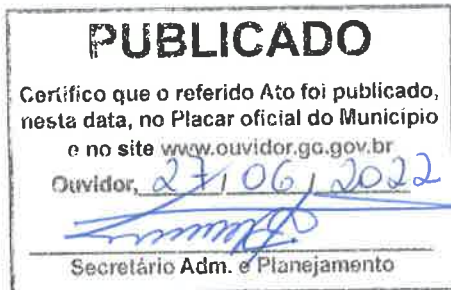 PUBLICADO
Certifico que o referido Ato foi publicado,
nesta data, no Placar oficial do Município
e no site www.ouvidor.go.gov.br
Ouvidor, 27/06/2022
Secretário Adm. e Planejamento